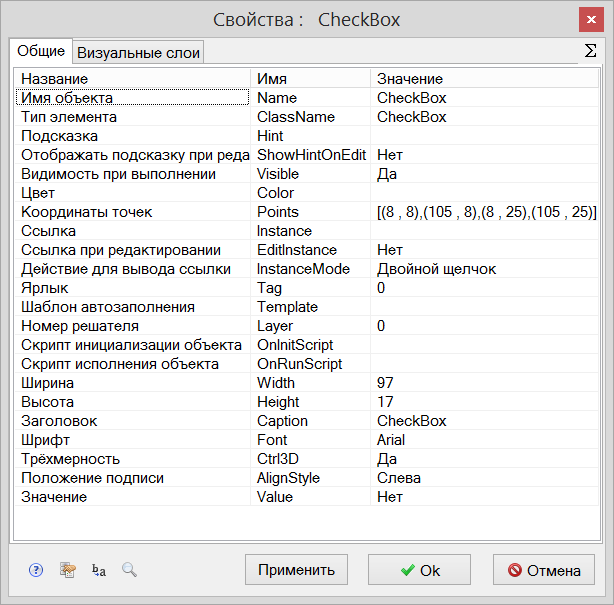 Свойства : CheckBox
Общие Визуальные слои Σ
Название Имя Значение
Имя объекта Name CheckBox
Тип элемента ClassName CheckBox
Подсказка Hint
Отображать подсказку при реда ShowHintOnEdit Нет
Видимость при выполнении Visible Да
Цвет Color
Координаты точек Points [(8 , 8),(105 , 8),(8 , 25),(105 , 25)]
Ссылка Instance
Ссылка при редактировании EditInstance Нет
Действие для вывода ссылки InstanceMode Двойной щелчок
Ярлык Tag 0
Шаблон автозаполнения Template
Номер решателя Layer 0
Скрипт инициализации объекта OnInitScript
Скрипт исполнения объекта OnRunScript
Ширина Width 97
Высота Height 17
Заголовок Caption CheckBox
Шрифт Font Arial
Трёхмерность Ctrl3D Да
Положение подписи AlignStyle Слева
Значение Value Нет
? ba Применить Ok Отмена